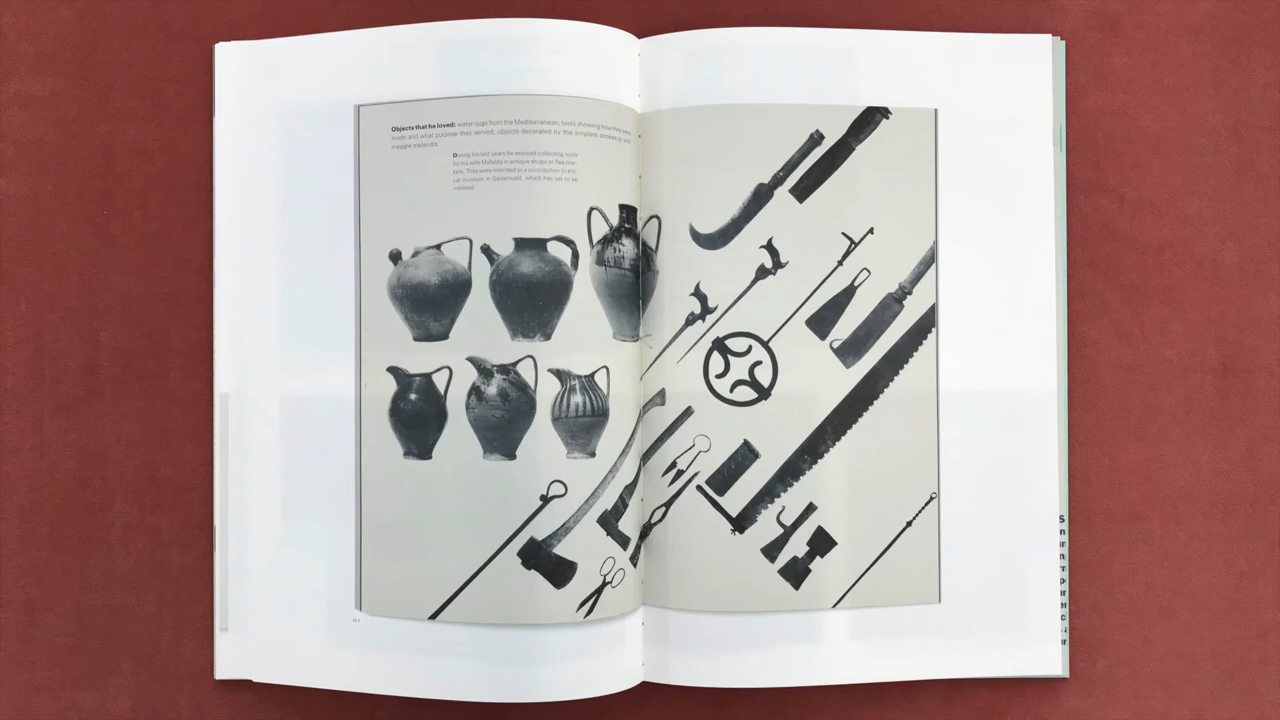 Objects that he loved: water-jugs from the Mediterranean; tools showing how they were
made and what purpose they served; objects decorated by the simplest strokes or with
meagre materials.
During his last years he enjoyed collecting tools
for his wife Mafalda in antique shops or flea mar-
kets. They were intended as a contribution to a lo-
cal museum in Gaiserwald, which has yet to be
installed